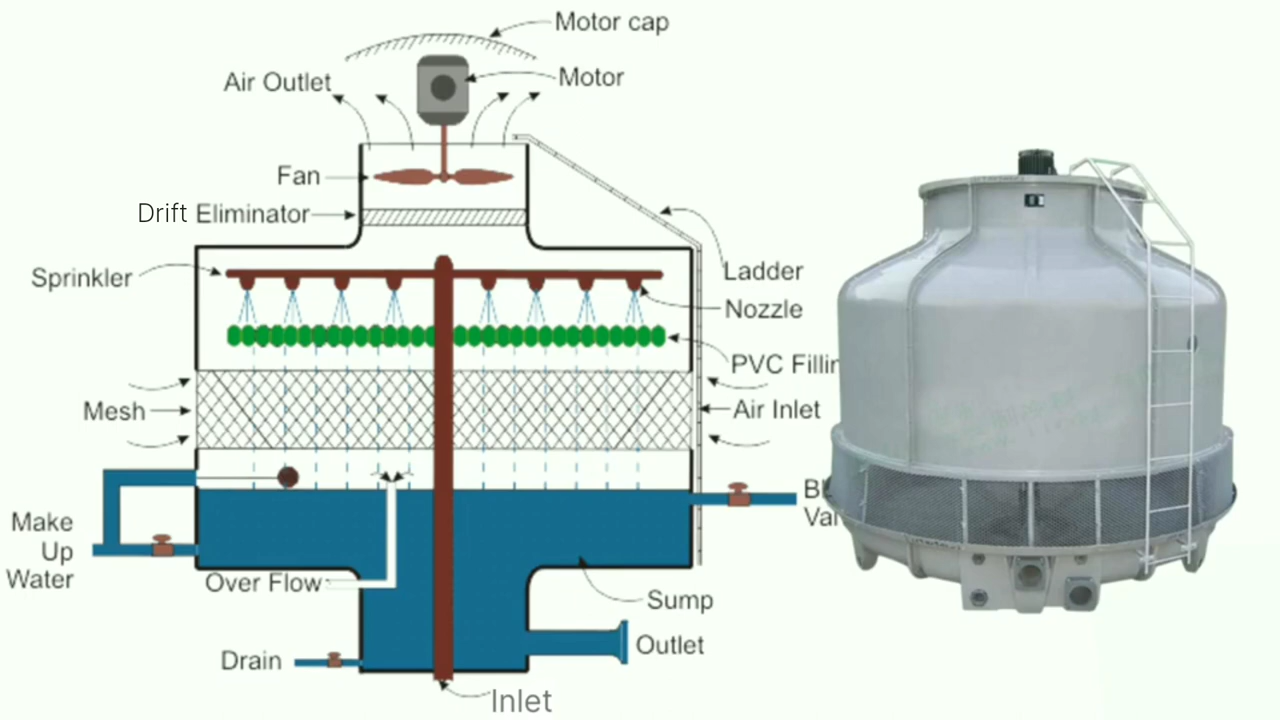 Motor cap
Air Outlet
Motor
Fan
Drift Eliminator
Sprinkler
Ladder
Nozzle
PVC Fillin
Mesh
Air Inlet
Make
Up
Water
Over Flow
Sump
Outlet
Drain
Inlet